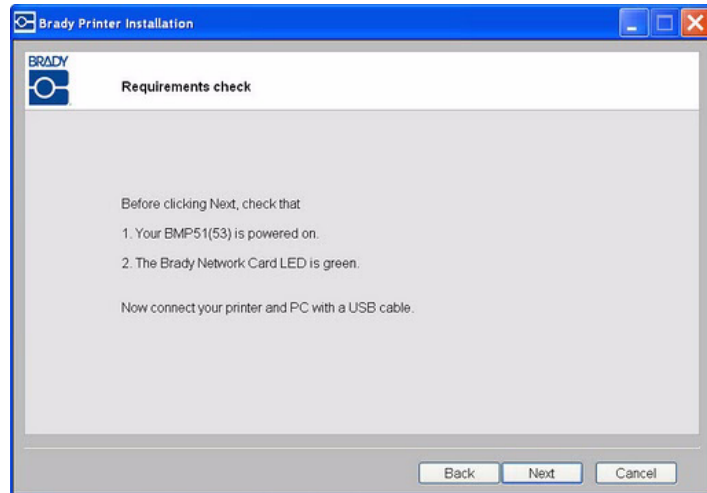 Brady Printer Installation
BRADY
Requirements check
Before clicking Next, check that
1. Your BMP51(53) is powered on.
2. The Brady Network Card LED is green.
Now connect your printer and PC with a USB cable.
Back Next Cancel